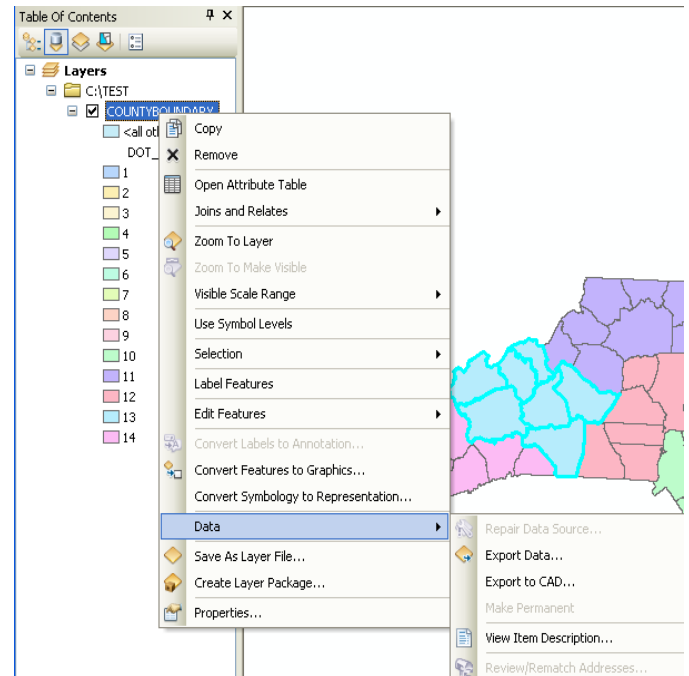 Table Of Contents
Layers
C:\TEST
COUNTYBOUNDARY
<all oth
DOT_
1
2
3
4
5
6
7
8
9
10
11
12
13
14
Copy
Remove
Open Attribute Table
Joins and Relates
Zoom To Layer
Zoom To Make Visible
Visible Scale Range
Use Symbol Levels
Selection
Label Features
Edit Features
Convert Labels to Annotation...
Convert Features to Graphics...
Convert Symbology to Representation...
Data
Save As Layer File...
Create Layer Package...
Properties...
Repair Data Source...
Export Data...
Export to CAD...
Make Permanent
View Item Description...
Review/Rematch Addresses...